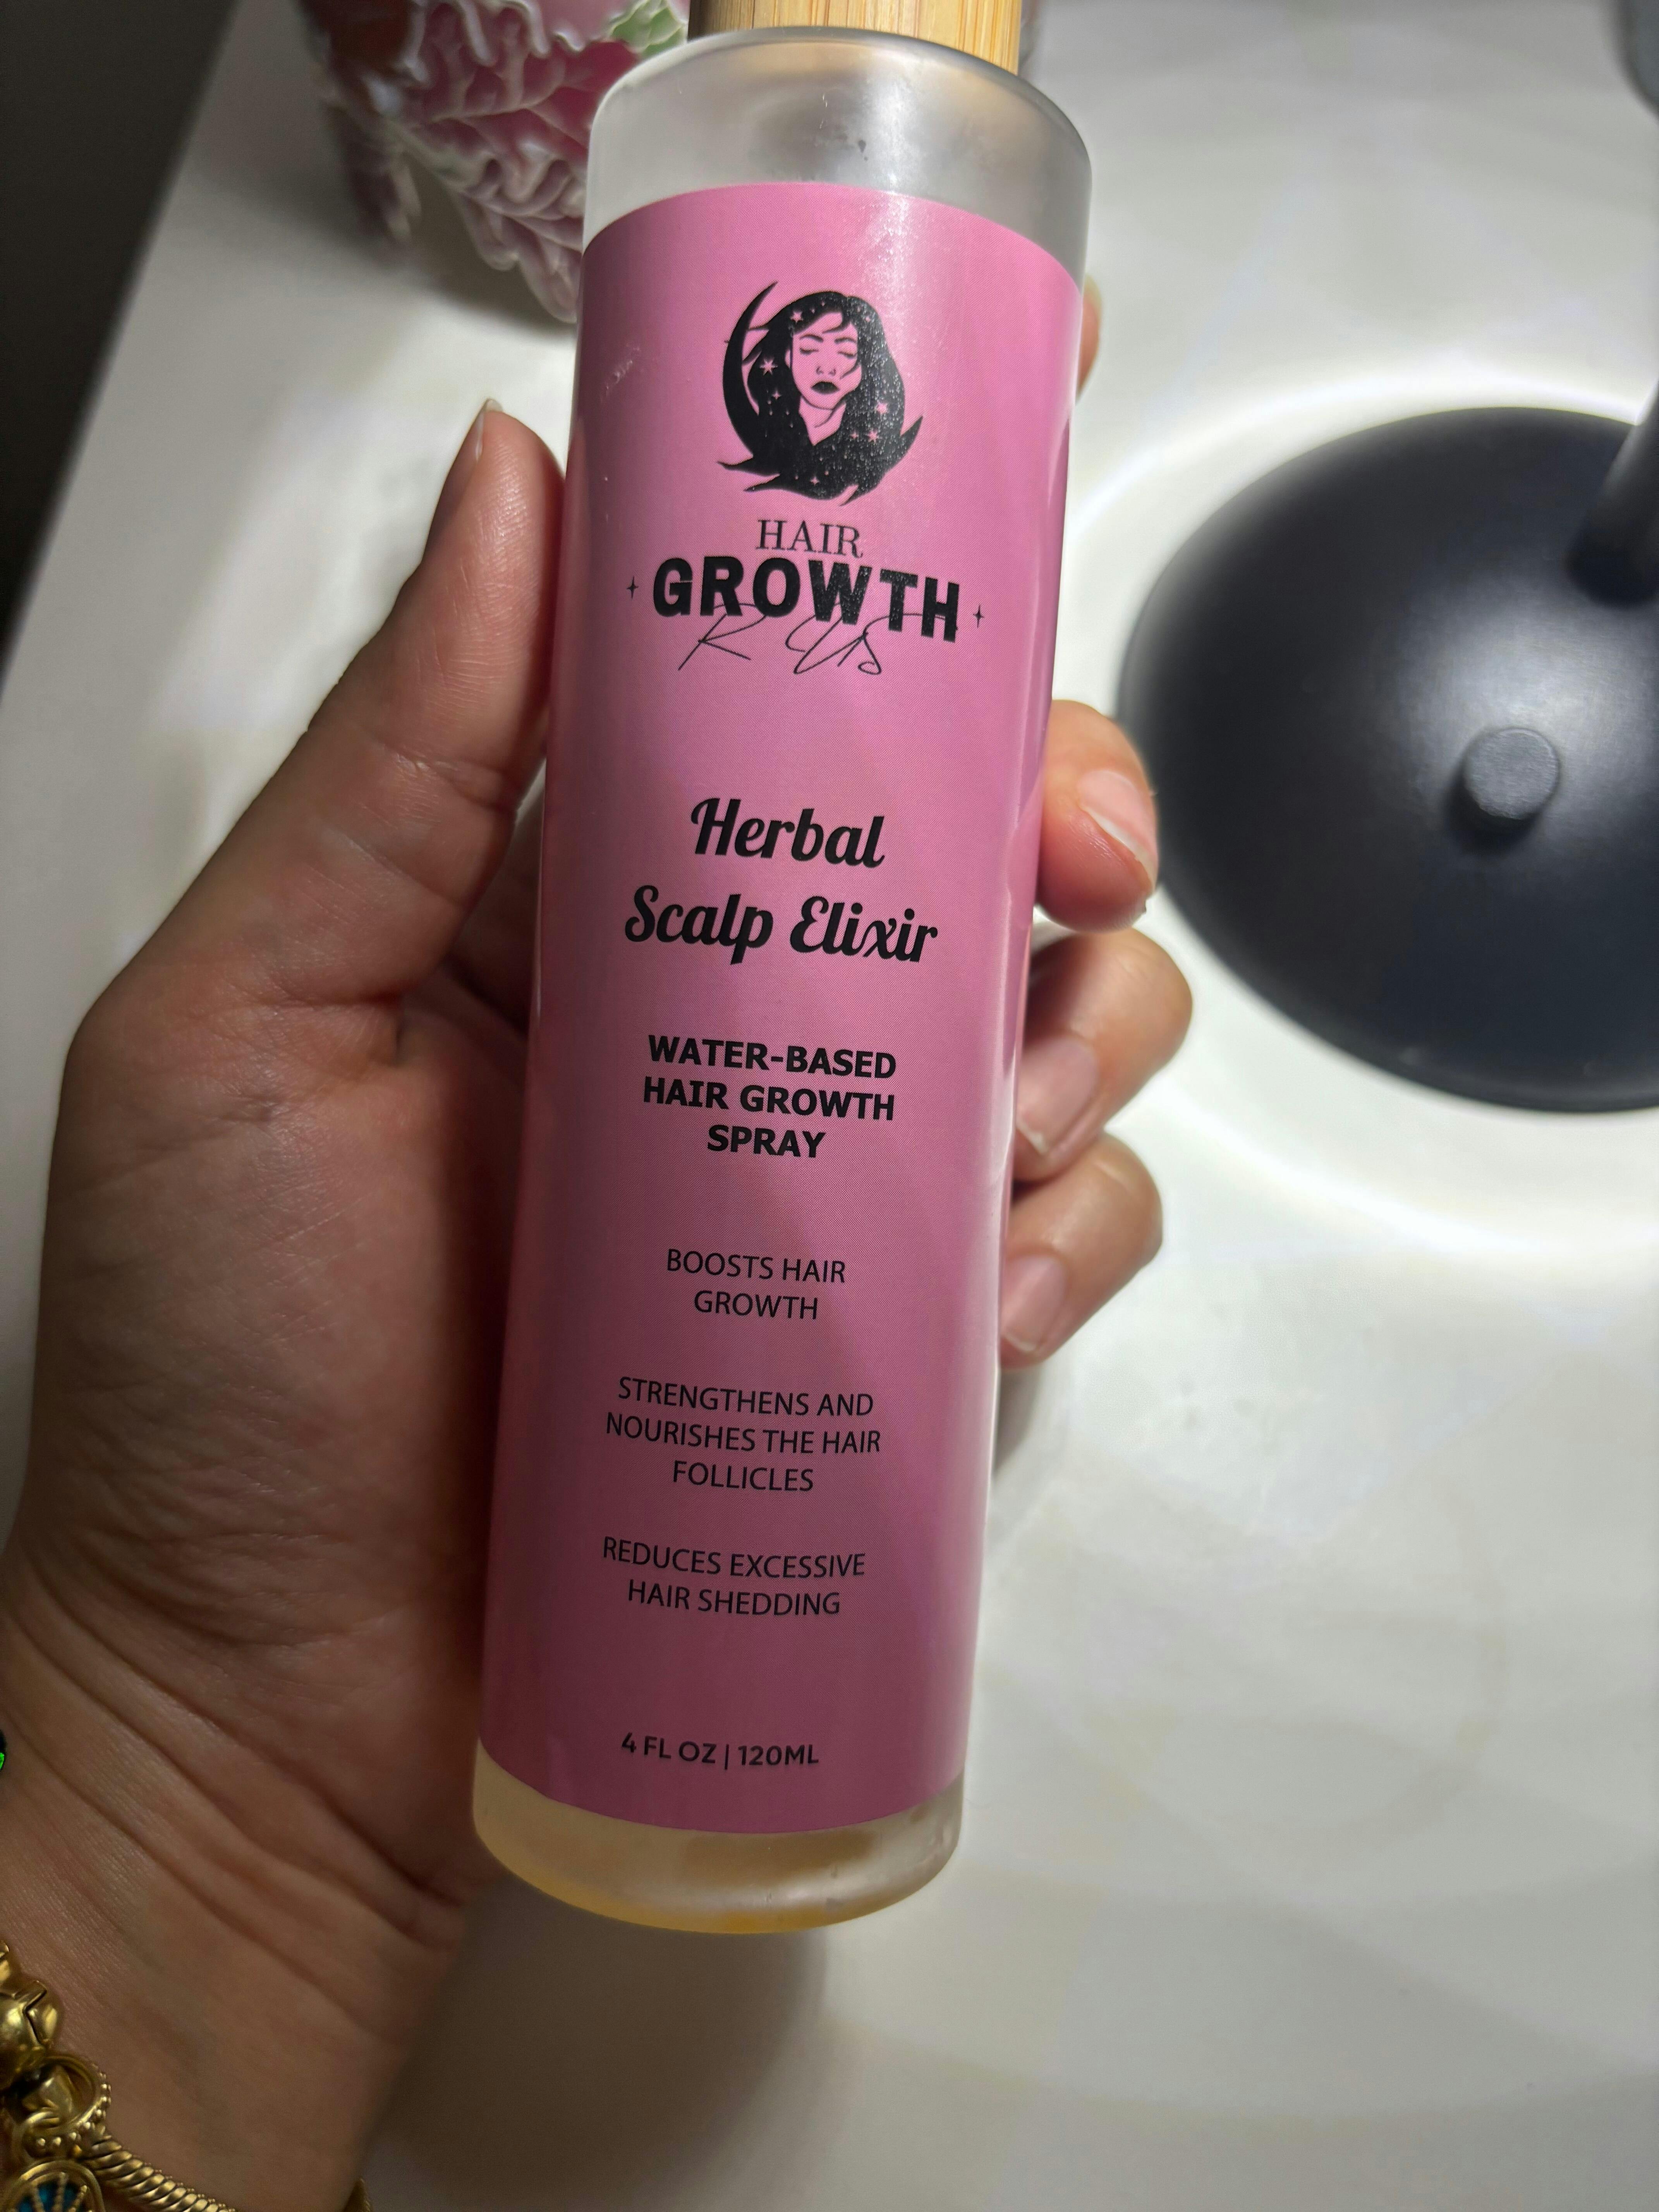 HAIR
GROWTH
R Us
Herbal
Scalp Elixir
WATER-BASED
HAIR GROWTH
SPRAY
BOOSTS HAIR
GROWTH
STRENGTHENS AND
NOURISHES THE HAIR
FOLLICLES
REDUCES EXCESSIVE
HAIR SHEDDING
4 FL OZ | 120ML